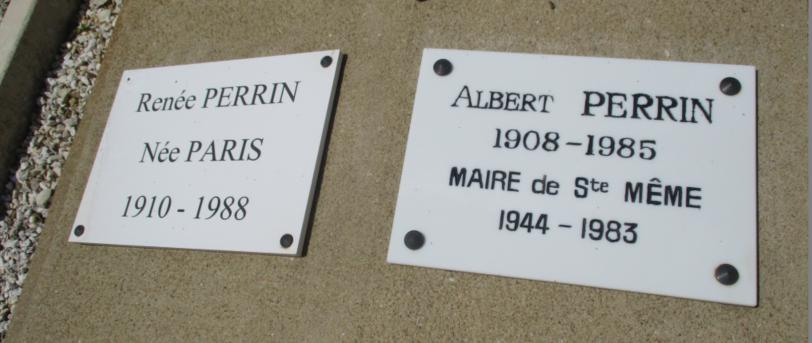 Renée PERRIN
Née PARIS
1910 - 1988
ALBERT PERRIN
1908-1985
MAIRE de Ste MÊME
1944 - 1983